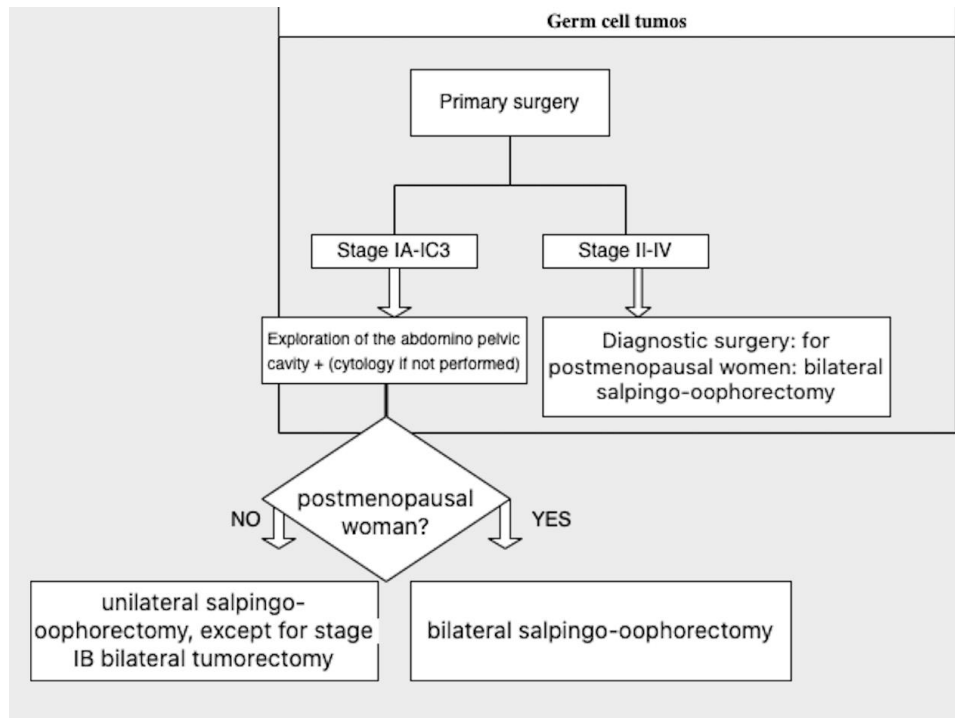 Germ cell tumos
Primary surgery
Stage IA-IC3
Stage II-IV
Exploration of the abdomino pelvic
cavity + (cytology if not performed)
Diagnostic surgery: for
postmenopausal women: bilateral
salpingo-oophorectomy
postmenopausal
woman?
NO
YES
unilateral salpingo-
oophorectomy, except for stage
IB bilateral tumorectomy
bilateral salpingo-oophorectomy